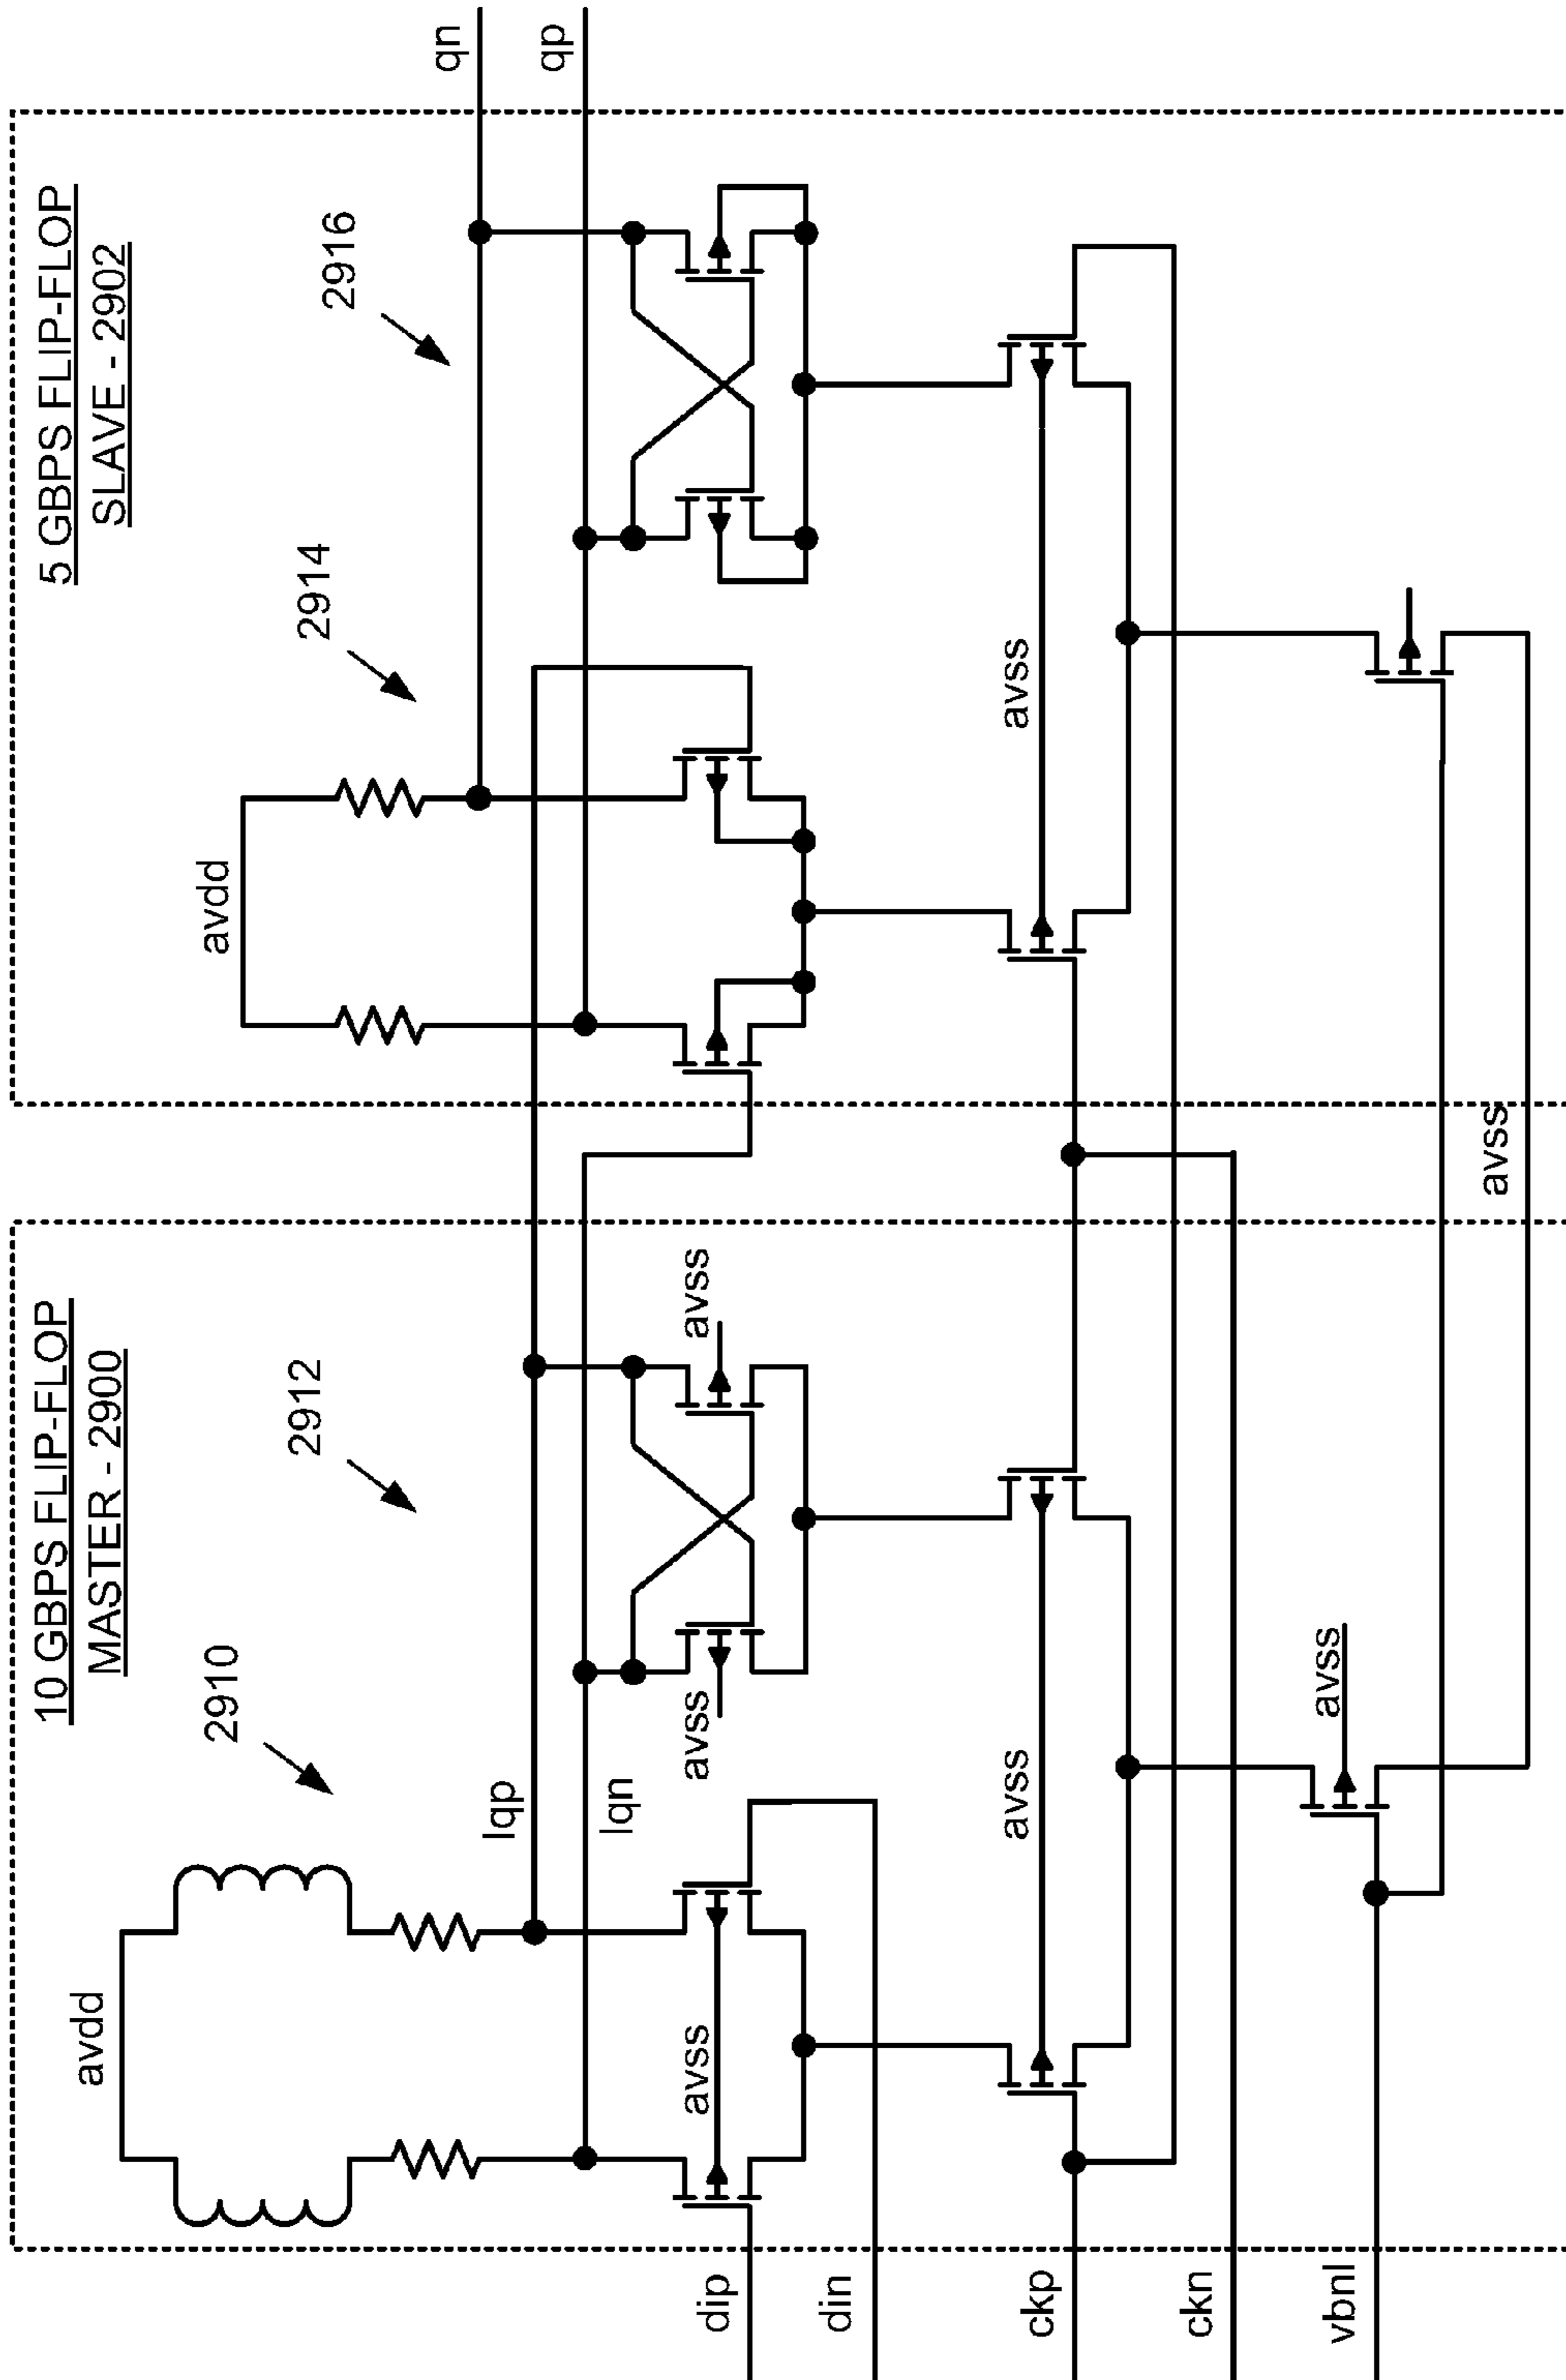 10 GBPS FLIP-FLOP
MASTER - 2900
5 GBPS FLIP-FLOP
SLAVE - 2902
avdd
avdd
2910
2912
2914
2916
qn
lqp
qp
lqn
avss
avss
avss
dip
din
avss
avss
ckp
ckn
avss
vbnl
avss